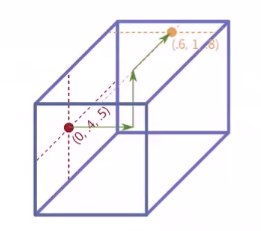 (.6, 1, .8)
(0, .4, .5)